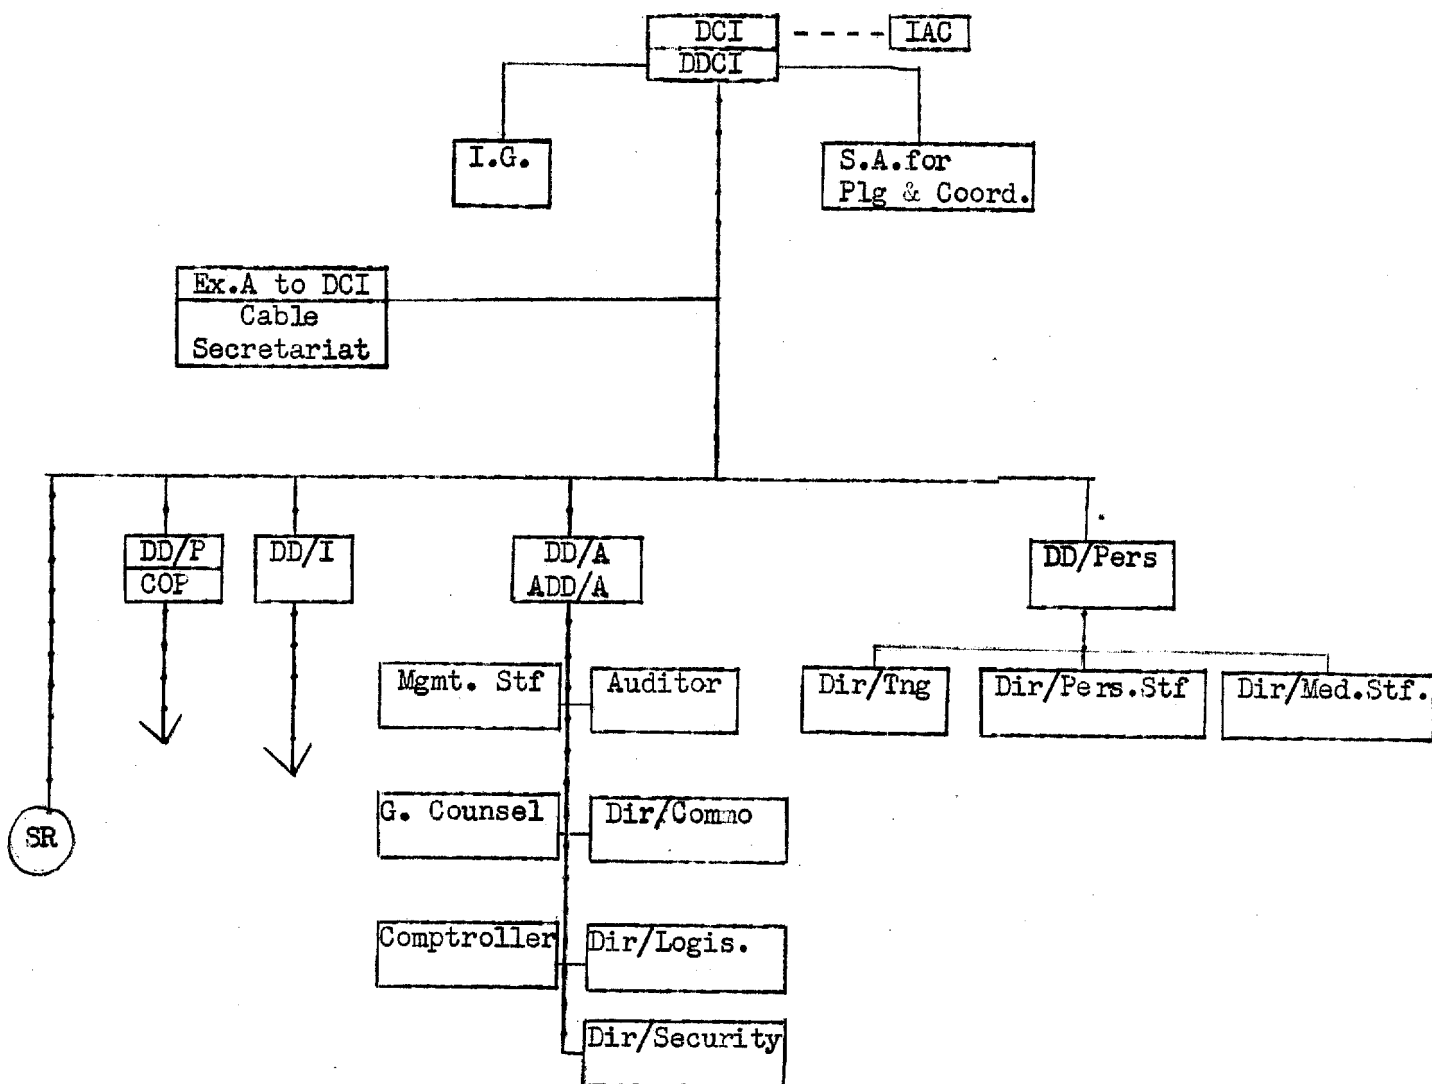 DCI
IAC
DDCI
I.G.
S.A.for
Plg & Coord.
Ex.A to DCI
Cable
Secretariat
DD/P
COP
DD/I
DD/A
ADD/A
DD/Pers
Mgmt. Stf
Auditor
Dir/Tng
Dir/Pers.Stf
Dir/Med.Stf.
G. Counsel
Dir/Commo
SR
Comptroller
Dir/Logis.
Dir/Security